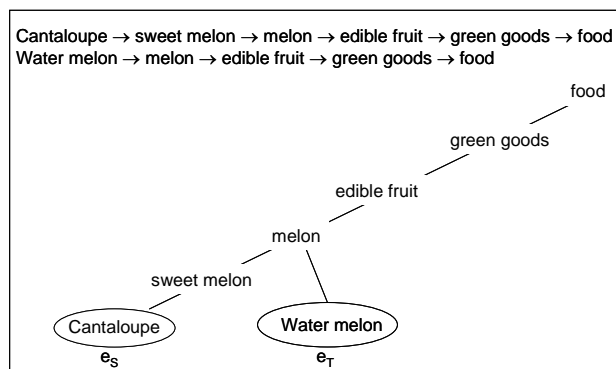 Cantaloupe → sweet melon → melon → edible fruit → green goods → food
Water melon → melon → edible fruit → green goods → food
food
green goods
edible fruit
melon
sweet melon
Cantaloupe
Water melon
eS
eT